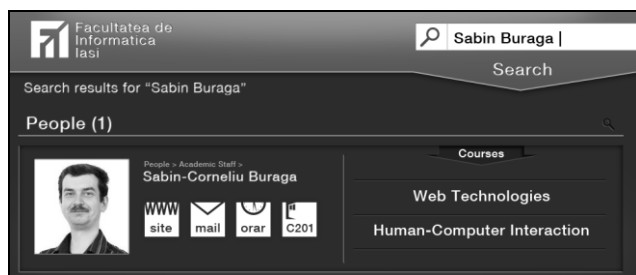 Facultatea de
Informatica
Iasi
Sabin Buraga
Search
Search results for "Sabin Buraga"
People (1)
People > Academic Staff >
Sabin-Corneliu Buraga
WWW
site
mail
orar
C201
Courses
Web Technologies
Human-Computer Interaction